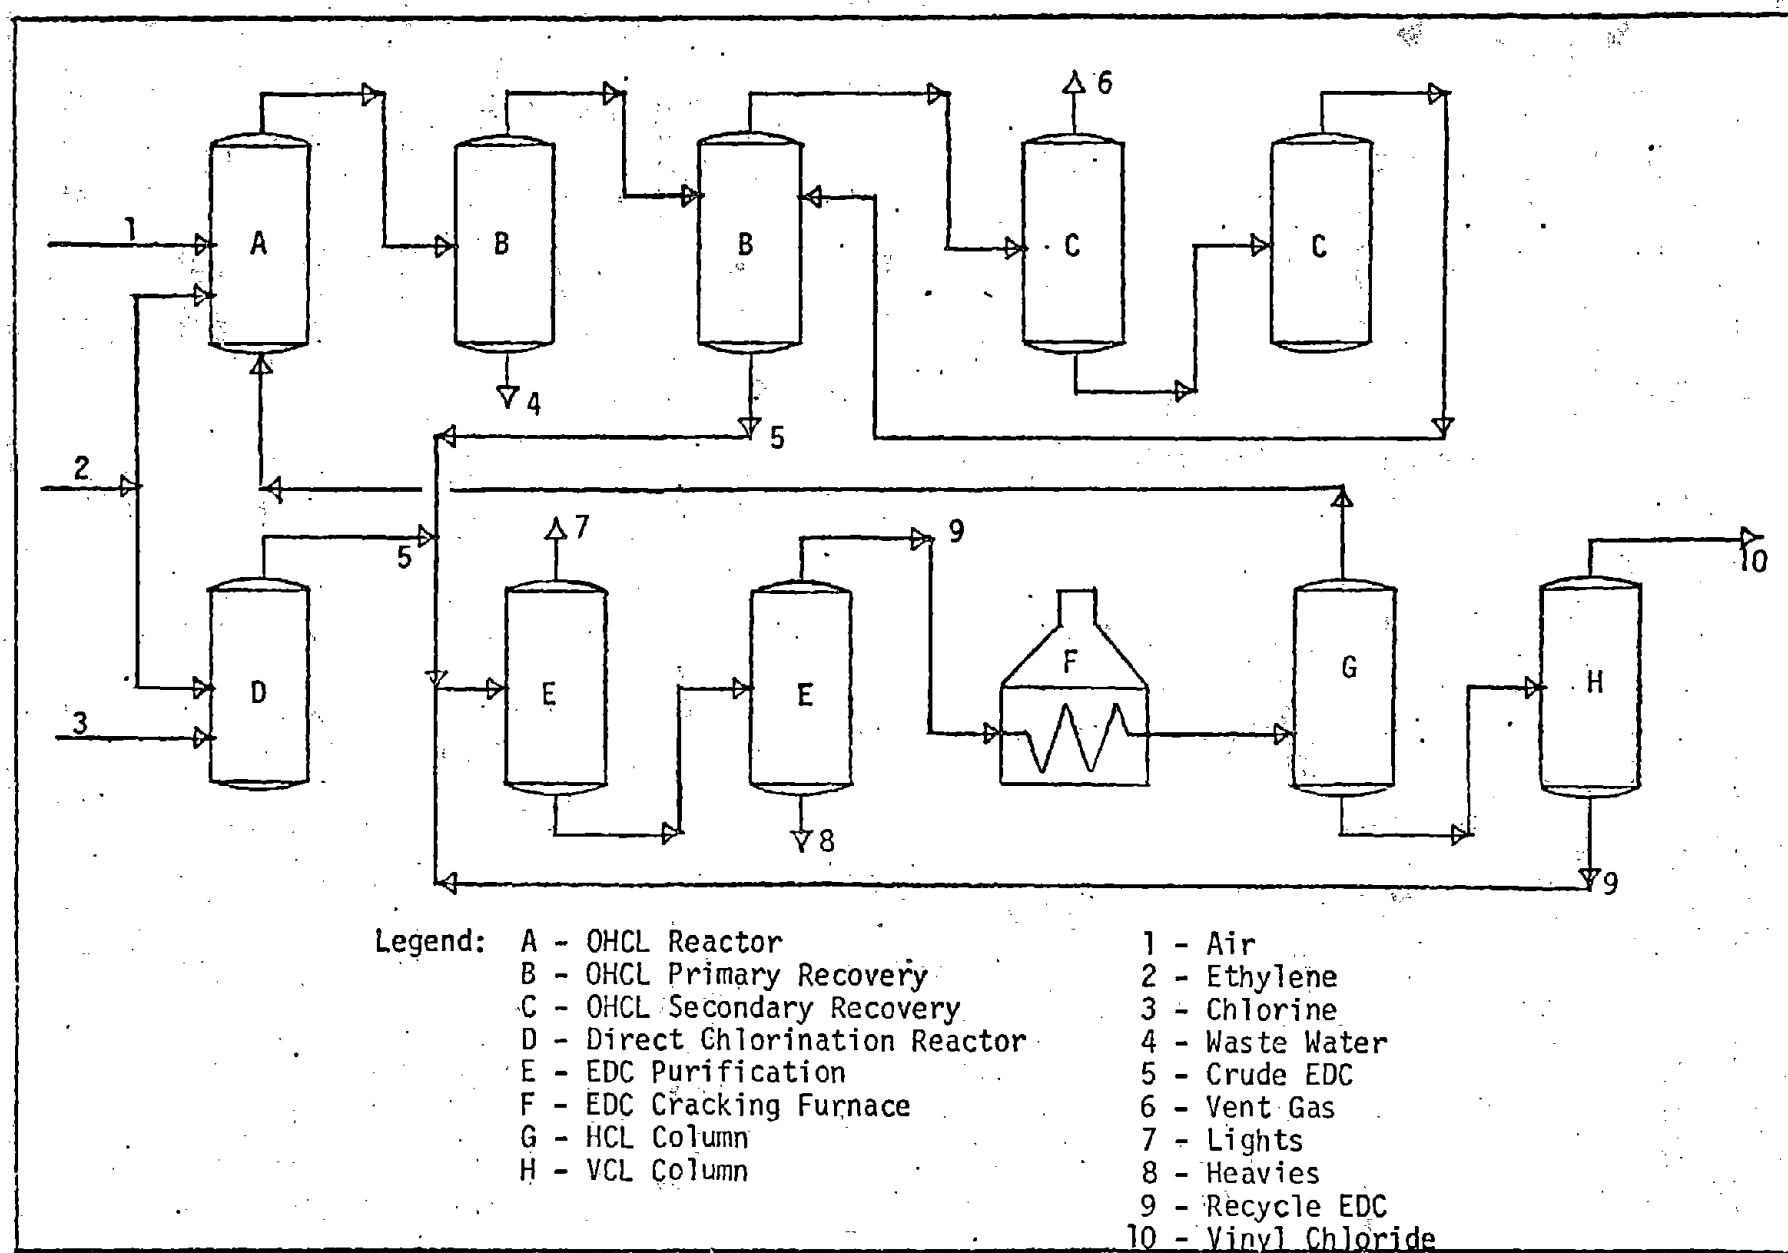 6
1
A
B
B
C
C
4
5
2
7
9
5
10
D
E
E
F
G
H
3
8
9
Legend:
A - OHCL Reactor
B - OHCL Primary Recovery
C - OHCL Secondary Recovery
D - Direct Chlorination Reactor
E - EDC Purification
F - EDC Cracking Furnace
G - HCL Column
H - VCL Column
1 - Air
2 - Ethylene
3 - Chlorine
4 - Waste Water
5 - Crude EDC
6 - Vent Gas
7 - Lights
8 - Heavies
9 - Recycle EDC
10 - Vinyl Chloride